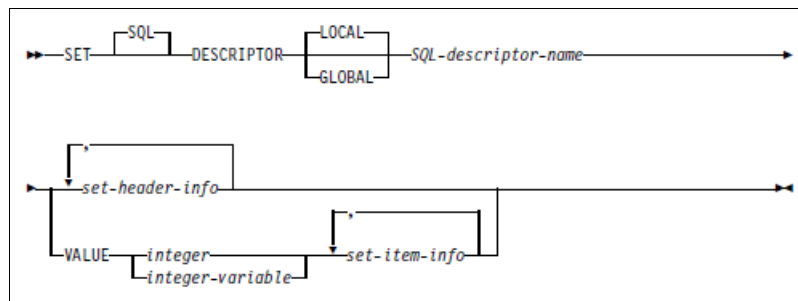 SQL
LOCAL
SET DESCRIPTOR SQL-descriptor-name
GLOBAL
,
set-header-info
,
VALUE integer set-item-info
integer-variable